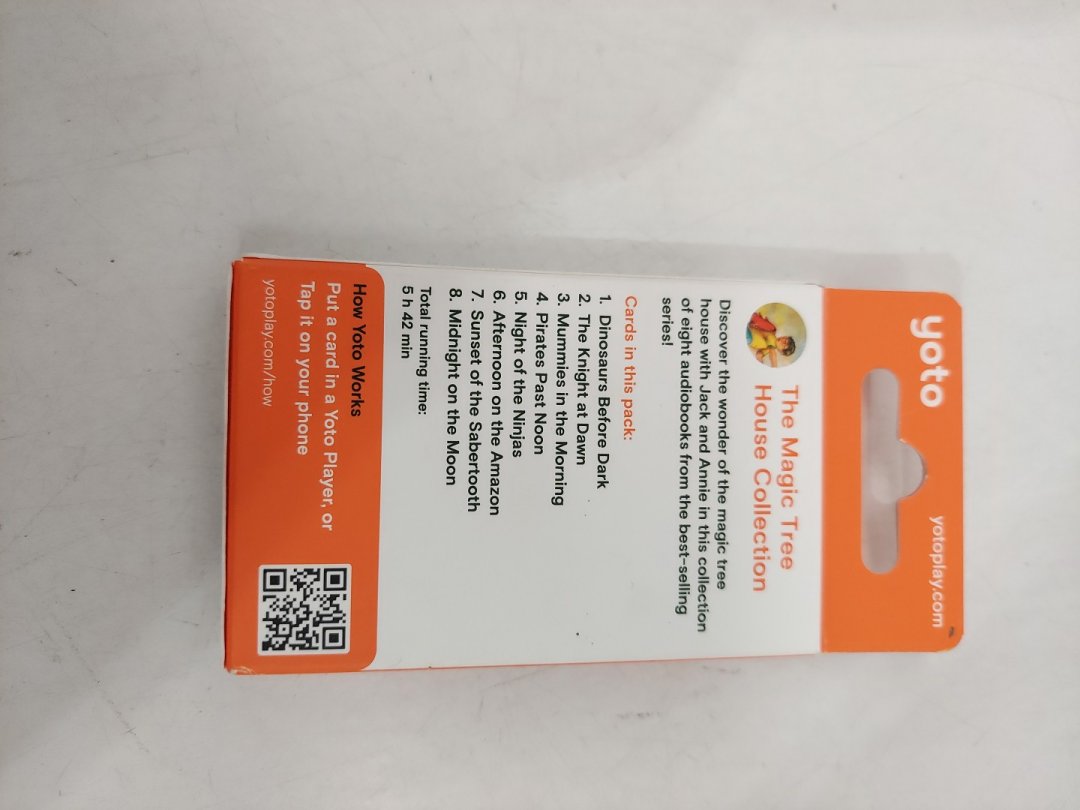 yoto
yotoplay.com
The Magic Tree
House Collection
Discover the wonder of the magic tree
house with Jack and Annie in this collection
of eight audiobooks from the best-selling
series!
Cards in this pack:
1. Dinosaurs Before Dark
2. The Knight at Dawn
3. Mummies in the Morning
4. Pirates Past Noon
5. Night of the Ninjas
6. Afternoon on the Amazon
7. Sunset of the Sabertooth
8. Midnight on the Moon
Total running time:
5 h 42 min
How Yoto Works
Put a card in a Yoto Player, or
Tap it on your phone
yotoplay.com/how